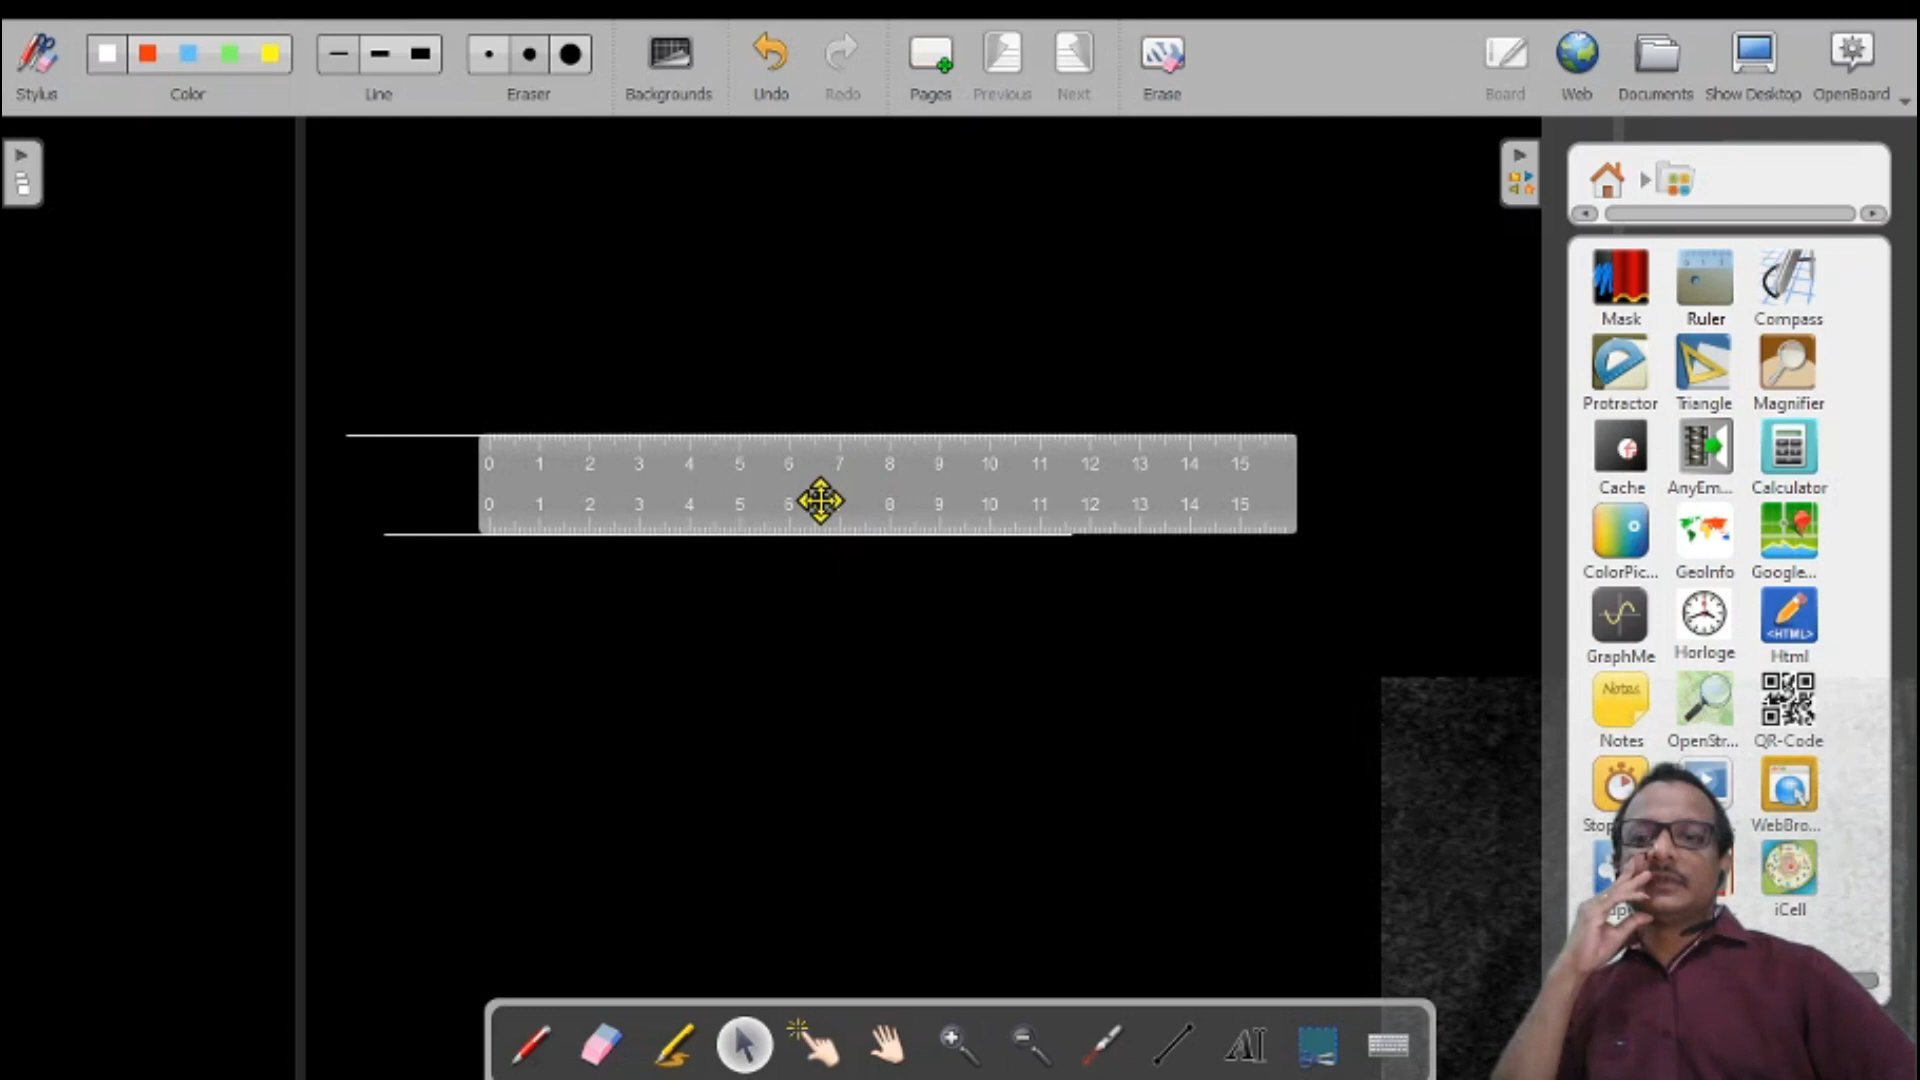 Stylus Color Line Eraser Backgrounds Undo Redo Pages Previous Next Erase Board Web Documents Show Desktop OpenBoard
Mask Ruler Compass
Protractor Triangle Magnifier
0 1 2 3 4 5 6 7 8 9 10 11 12 13 14 15
0 1 2 3 4 5 6 8 9 10 11 12 13 14 15
Cache AnyEm... Calculator
ColorPic... GeoInfo Google...
<HTML>
GraphMe Horloge Html
Notes
Notes OpenStr... QR-Code
WebBro...
iCell
AI